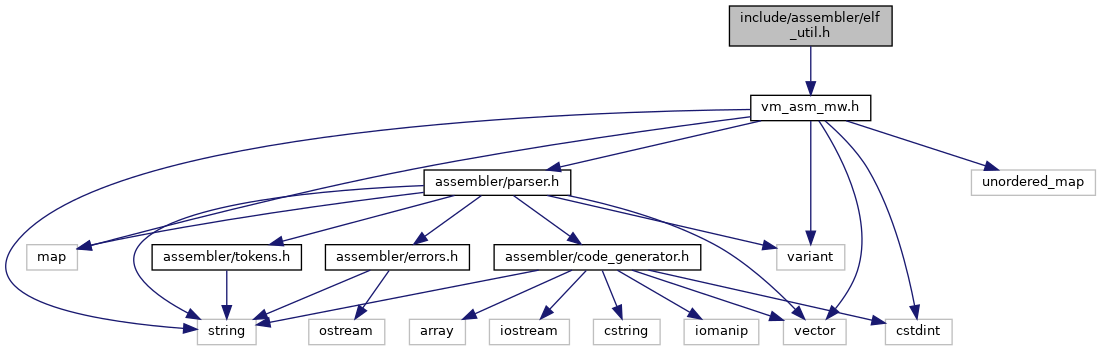 include/assembler/elf
_util.h
vm_asm_mw.h
assembler/parser.h
unordered_map
map
assembler/tokens.h
assembler/errors.h
assembler/code_generator.h
variant
string
ostream
array
iostream
cstring
iomanip
vector
cstdint